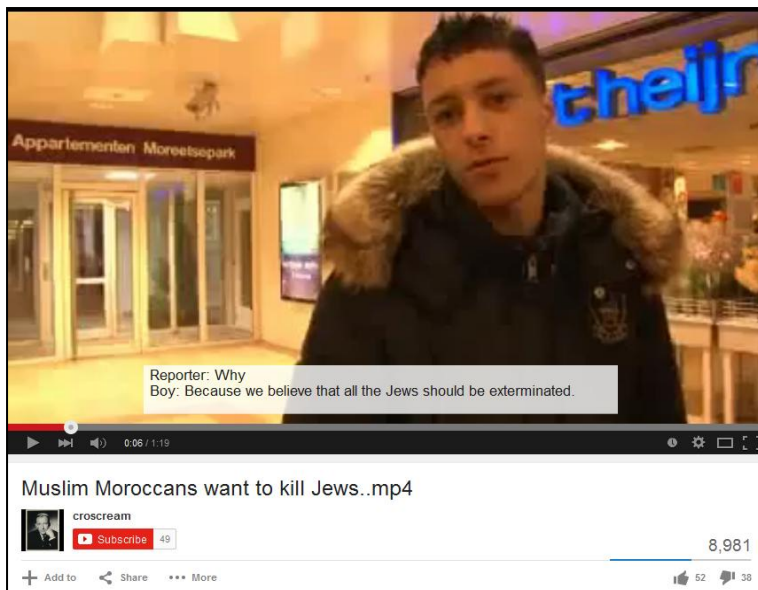 Appartementen Moreelsepark
theijn
Reporter: Why
Boy: Because we believe that all the Jews should be exterminated.
0:06 / 1:19
Muslim Moroccans want to kill Jews..mp4
croscream
Subscribe 49
8,981
Add to Share More 52 38